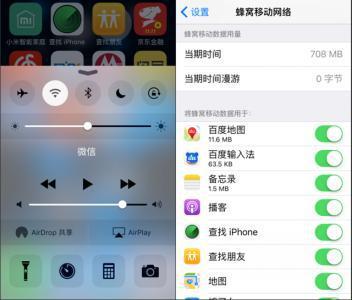 小米智能家庭
查找 iPhone
查找朋友
京东金融
微信
AirDrop 共享
AirPlay
设置
蜂窝移动网络
蜂窝移动数据用量
当期时间
708 MB
当期时间漫游
0 字节
将蜂窝移动数据用于:
百度地图
11.6 MB
百度输入法
63.5 KB
备忘录
1.5 MB
播客
查找 iPhone
查找朋友
地图